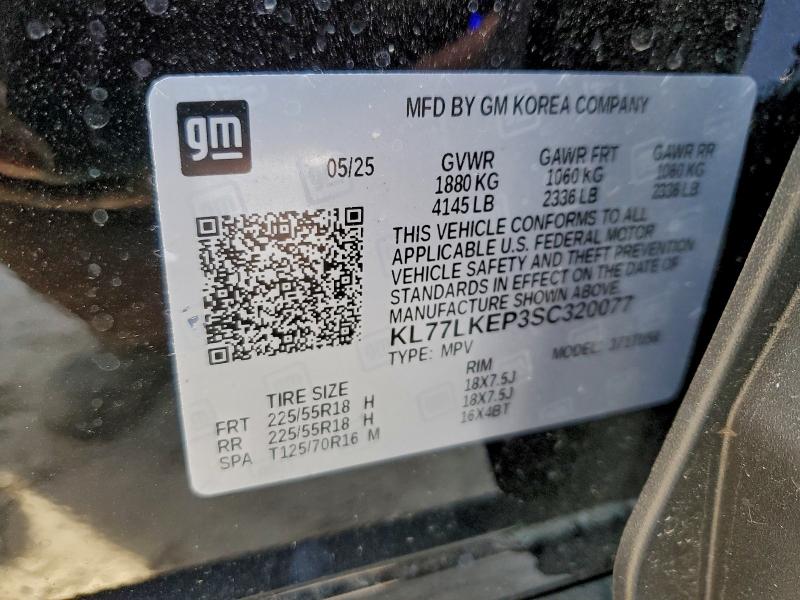 gm
MFD BY GM KOREA COMPANY
05/25
GVWR GAWR FRT GAWR RR
1880 KG 1060 KG 1060 KG
4145 LB 2336 LB 2336 LB
THIS VEHICLE CONFORMS TO ALL
APPLICABLE U.S. FEDERAL MOTOR
VEHICLE SAFETY AND THEFT PREVENTION
STANDARDS IN EFFECT ON THE DATE OF
MANUFACTURE SHOWN ABOVE.
KL77LKEP3SC320077
TYPE: MPV MODEL:
TIRE SIZE RIM
FRT 225/55R18 H 18X7.5J
RR 225/55R18 H 18X7.5J
SPA T125/70R16 M 16X4BT